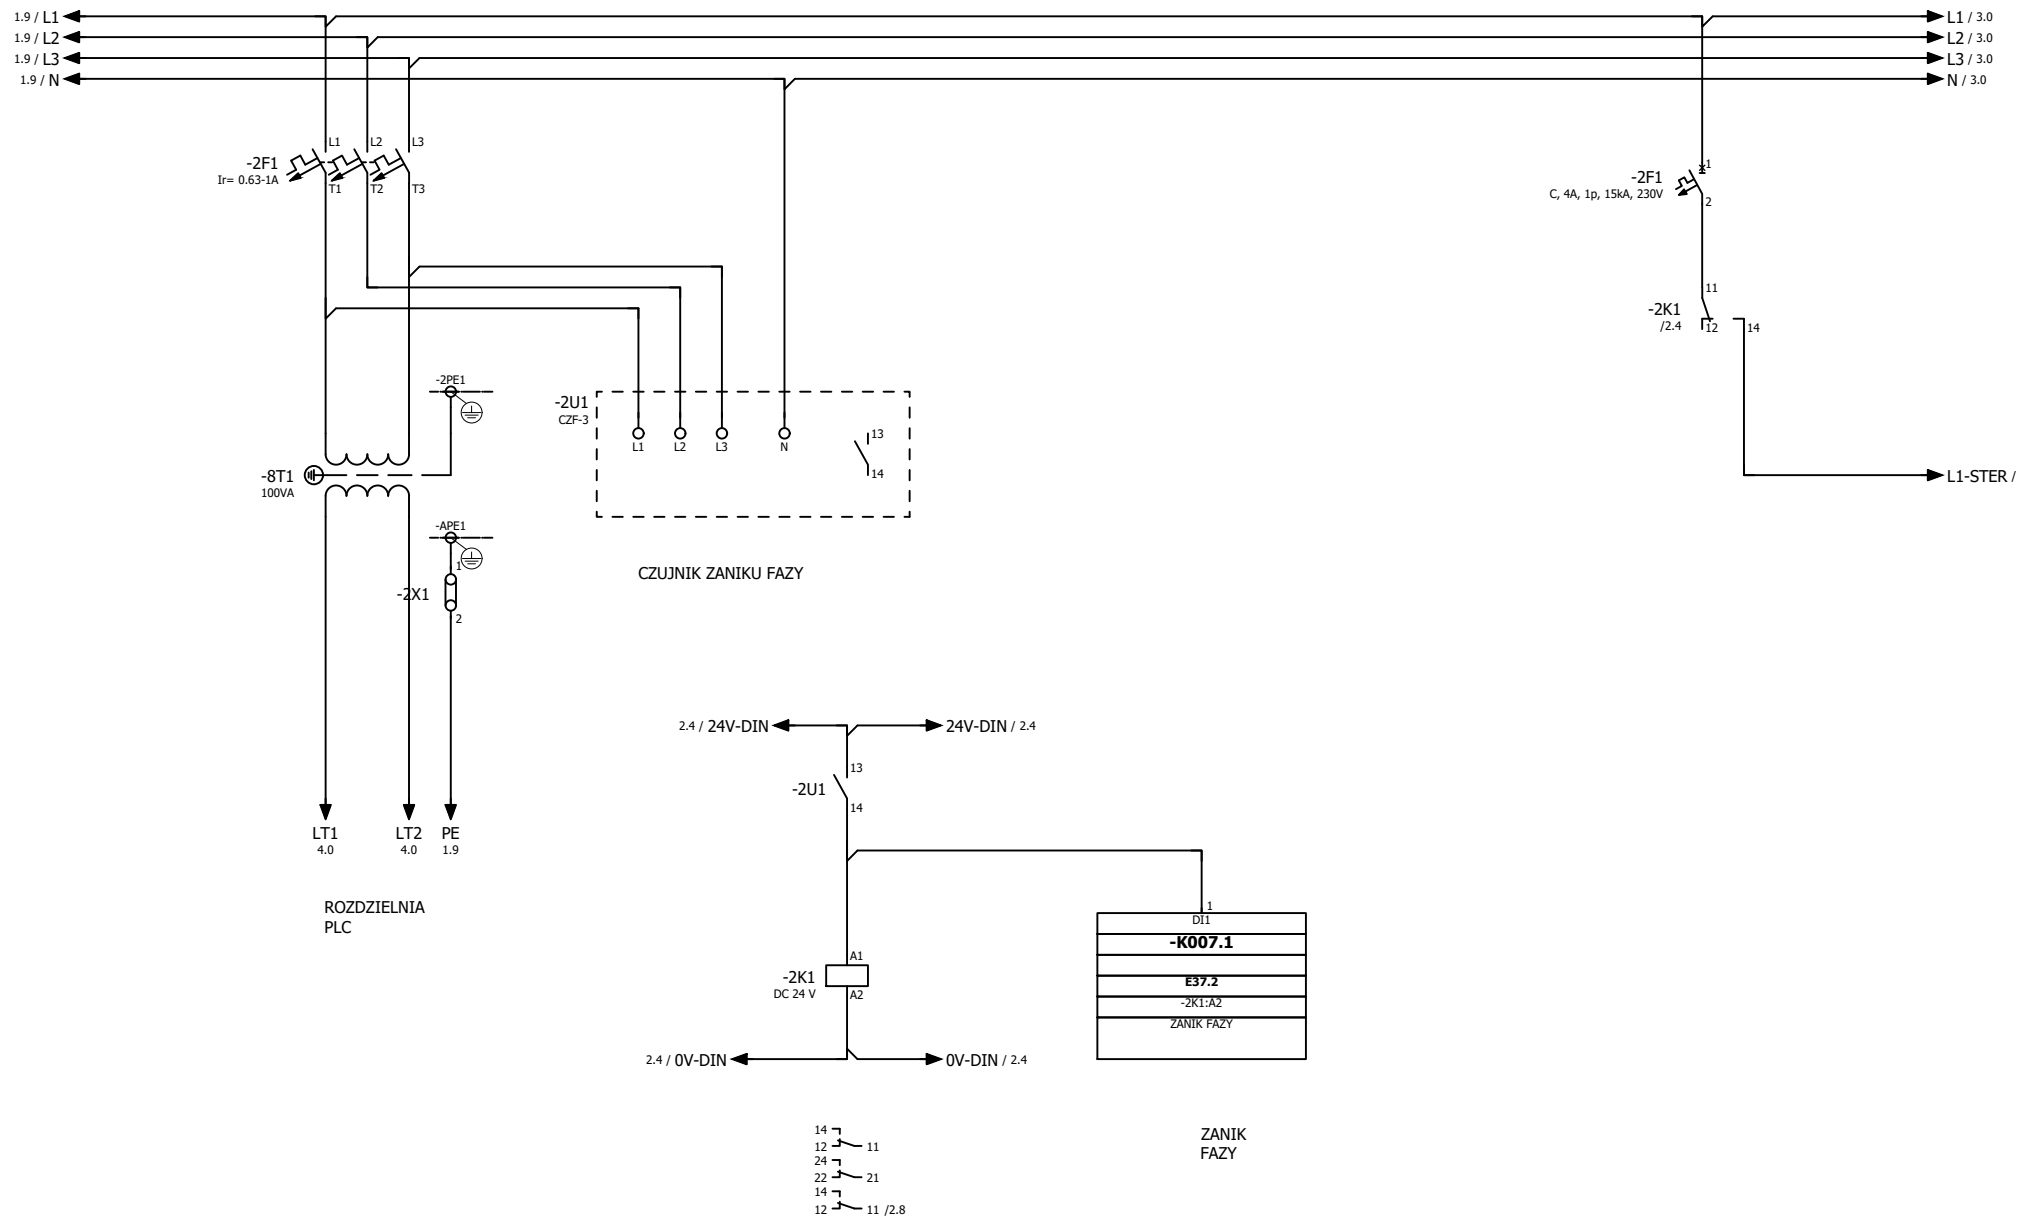 1.9 / L1
L1 / 3.0
1.9 / L2
L2 / 3.0
1.9 / L3
L3 / 3.0
1.9 / N
N / 3.0
L1
L2
L3
-2F1
Ir= 0.63-1A
T1
T2
T3
1
-2F1
C, 4A, 1p, 15kA, 230V
2
11
-2K1
/2.4
12
14
-2PE1
-2U1
CZF-3
L1
L2
L3
N
13
14
-8T1
100VA
L1-STER /
-APE1
1
-2X1
2
CZUJNIK ZANIKU FAZY
2.4 / 24V-DIN
24V-DIN / 2.4
13
-2U1
14
LT1
4.0
LT2
4.0
PE
1.9
ROZDZIELNIA
PLC
1
DI1
-K007.1
E37.2
-2K1:A2
ZANIK FAZY
A1
-2K1
DC 24 V
A2
2.4 / 0V-DIN
0V-DIN / 2.4
14
12
11
24
22
21
14
12
11 /2.8
ZANIK
FAZY